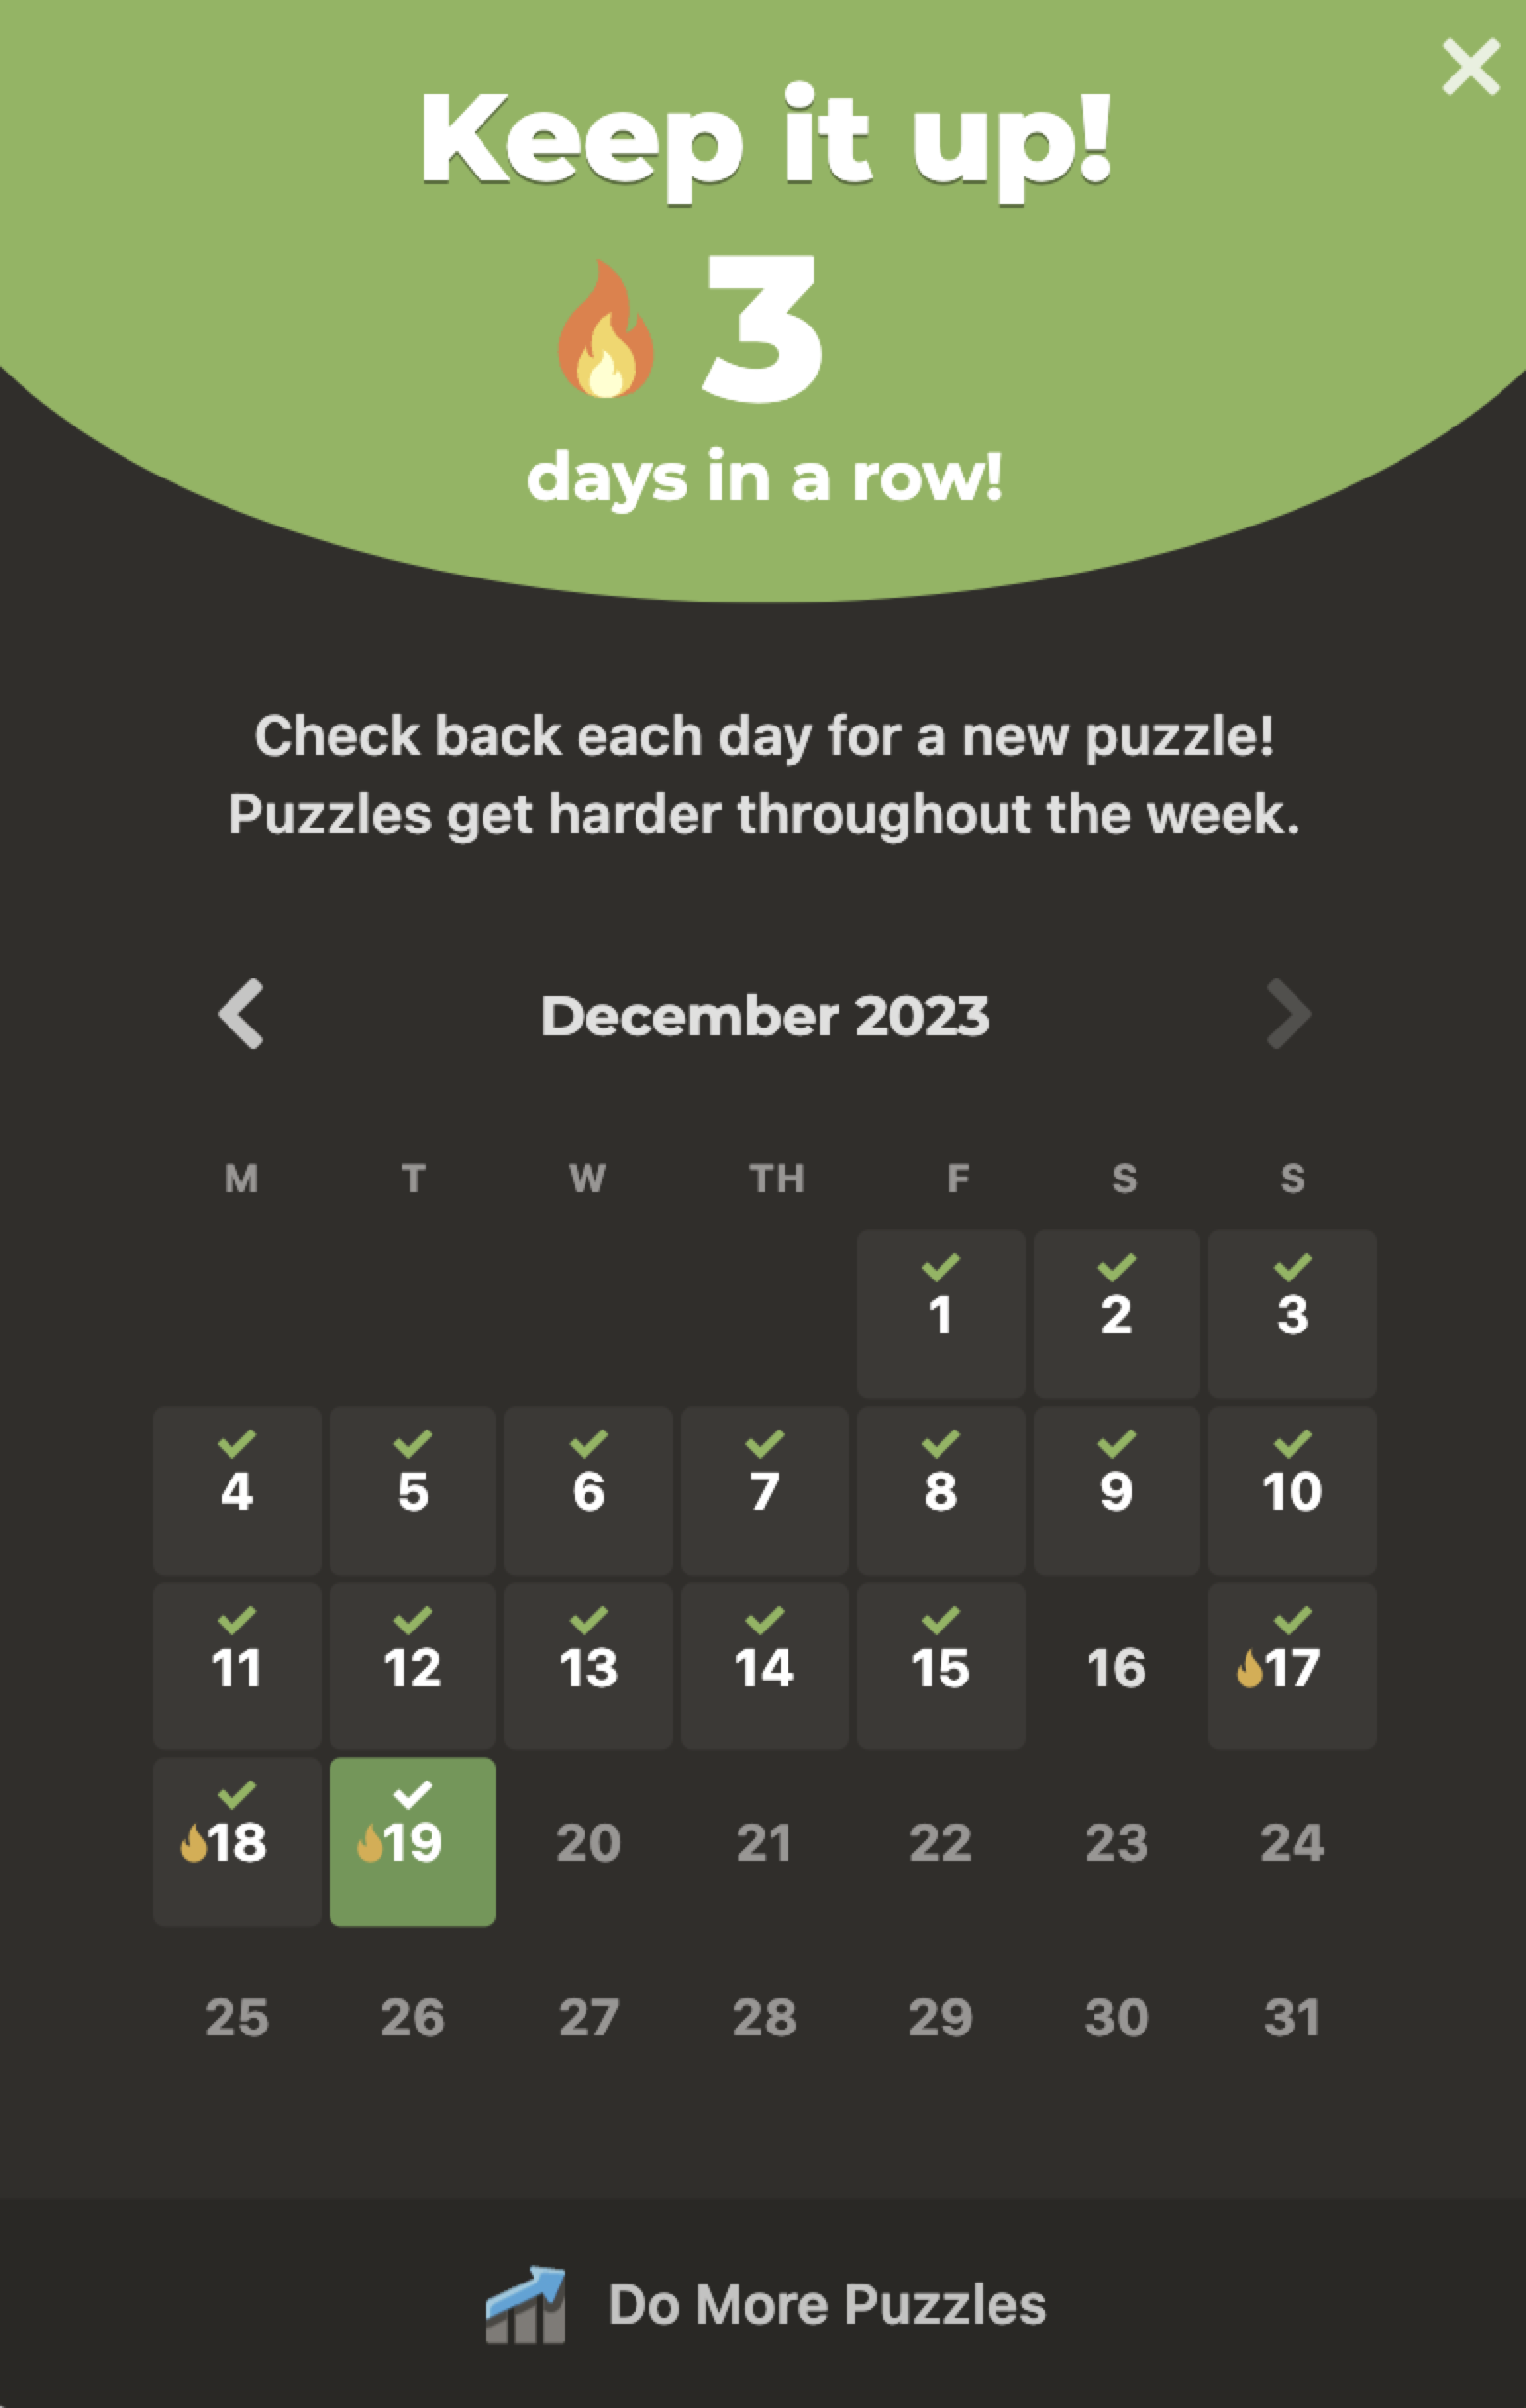 Keep it up!
3
days in a row!
Check back each day for a new puzzle!
Puzzles get harder throughout the week.
December 2023
M T W TH F S S
1 2 3
4 5 6 7 8 9 10
11 12 13 14 15 16 17
18 19 20 21 22 23 24
25 26 27 28 29 30 31
Do More Puzzles